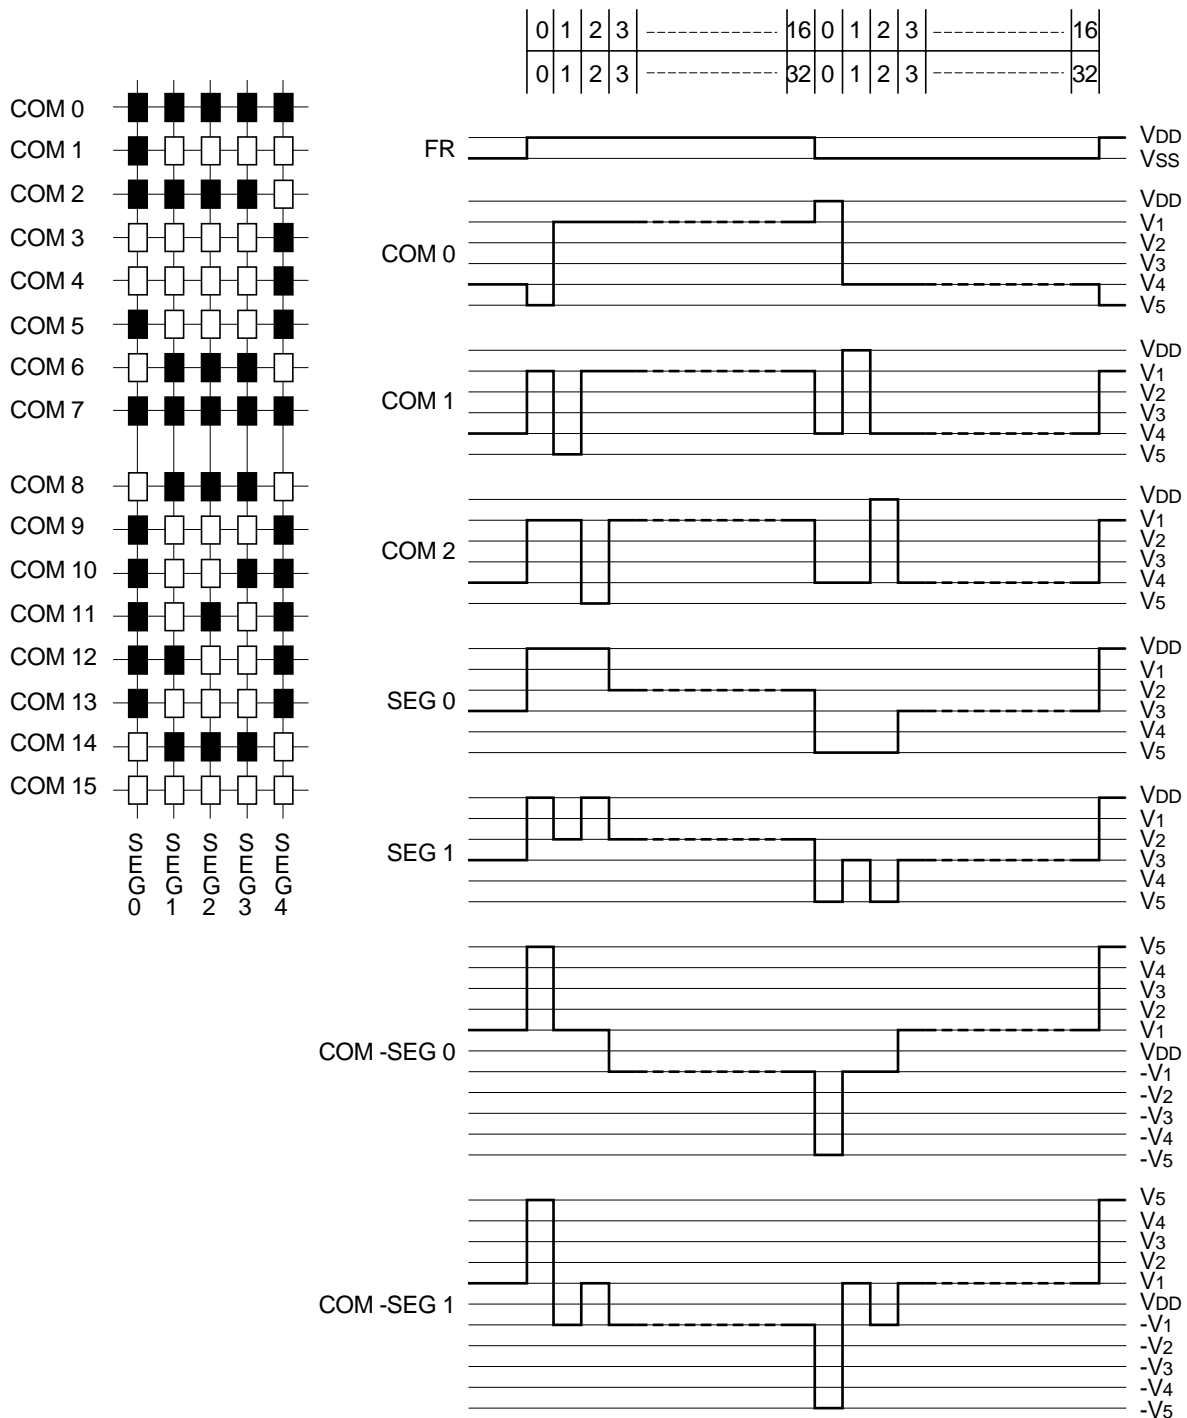 0 1 2 3 16 0 1 2 3 16
0 1 2 3 32 0 1 2 3 32
COM 0
COM 1
COM 2
COM 3
COM 4
COM 5
COM 6
COM 7
COM 8
COM 9
COM 10
COM 11
COM 12
COM 13
COM 14
COM 15
SEG0 SEG1 SEG2 SEG3 SEG4
FR
VDD
VSS
COM 0
VDD
V1
V2
V3
V4
V5
COM 1
VDD
V1
V2
V3
V4
V5
COM 2
VDD
V1
V2
V3
V4
V5
SEG 0
VDD
V1
V2
V3
V4
V5
SEG 1
VDD
V1
V2
V3
V4
V5
COM -SEG 0
V5
V4
V3
V2
V1
VDD
-V1
-V2
-V3
-V4
-V5
COM -SEG 1
V5
V4
V3
V2
V1
VDD
-V1
-V2
-V3
-V4
-V5